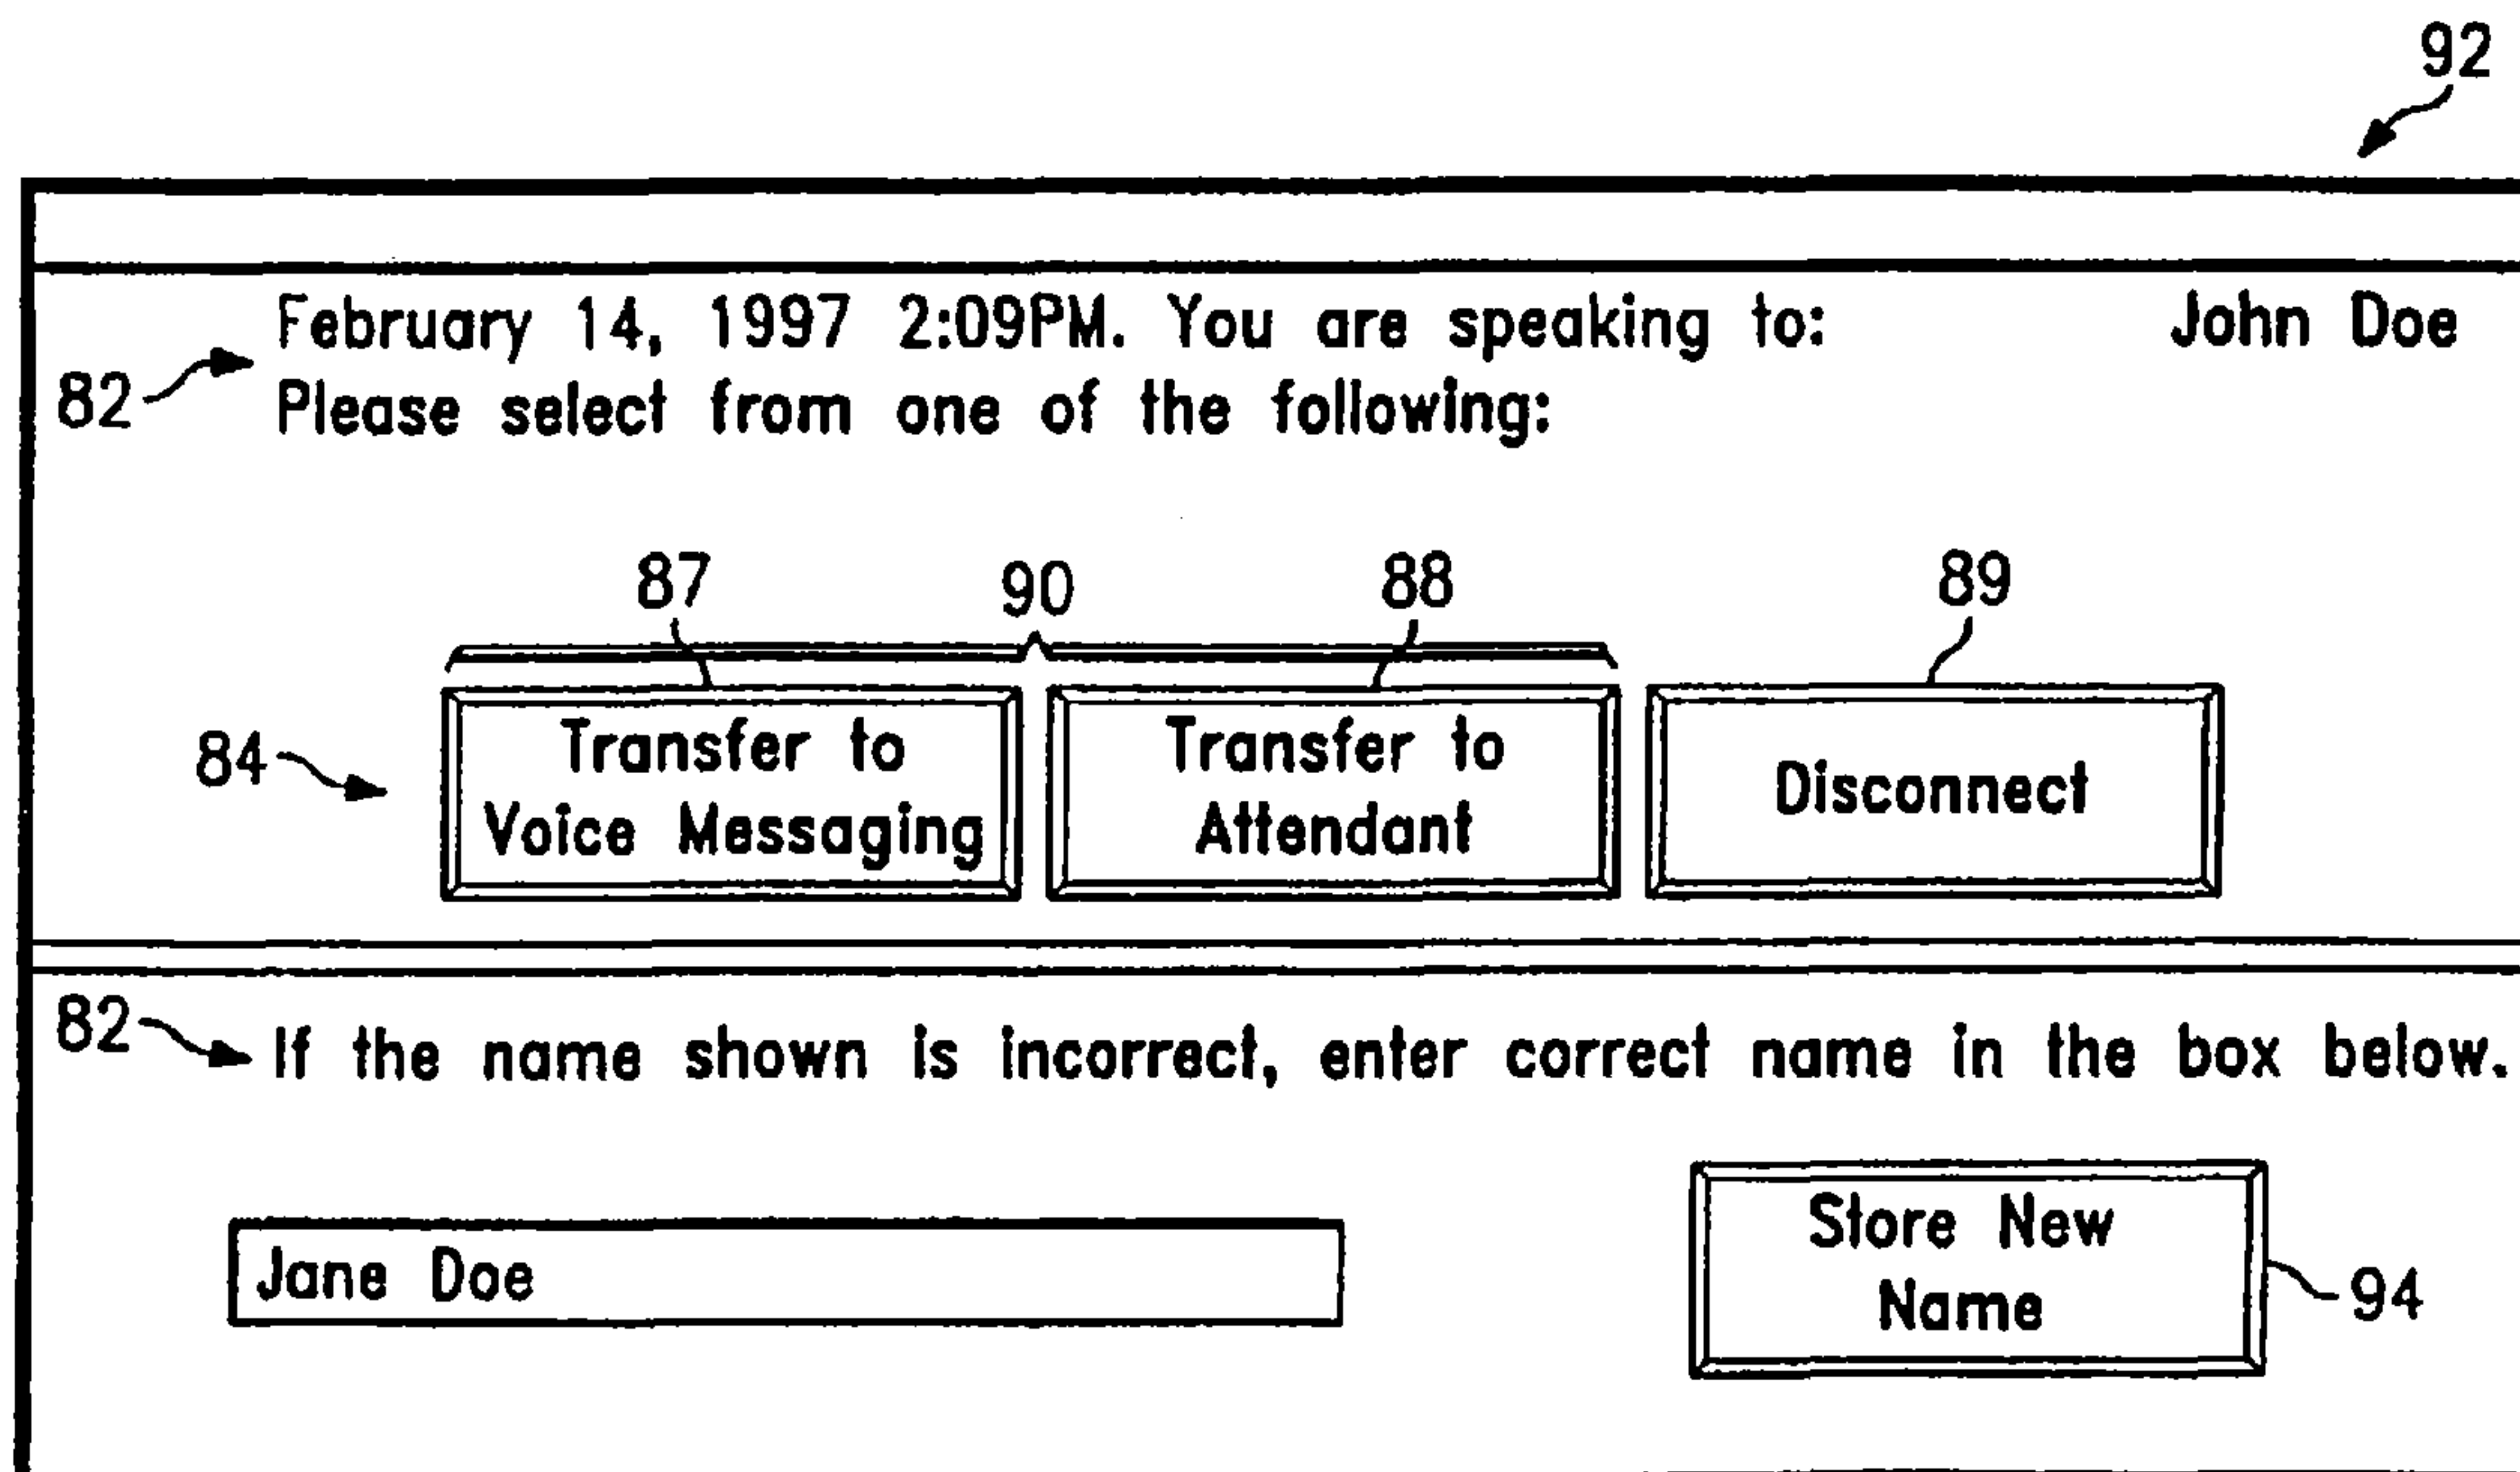 92
February 14, 1997 2:09PM. You are speaking to: John Doe
82
Please select from one of the following:
87
90
88
89
84
Transfer to
Voice Messaging
Transfer to
Attendant
Disconnect
82
If the name shown is incorrect, enter correct name in the box below.
Jane Doe
Store New
Name
94